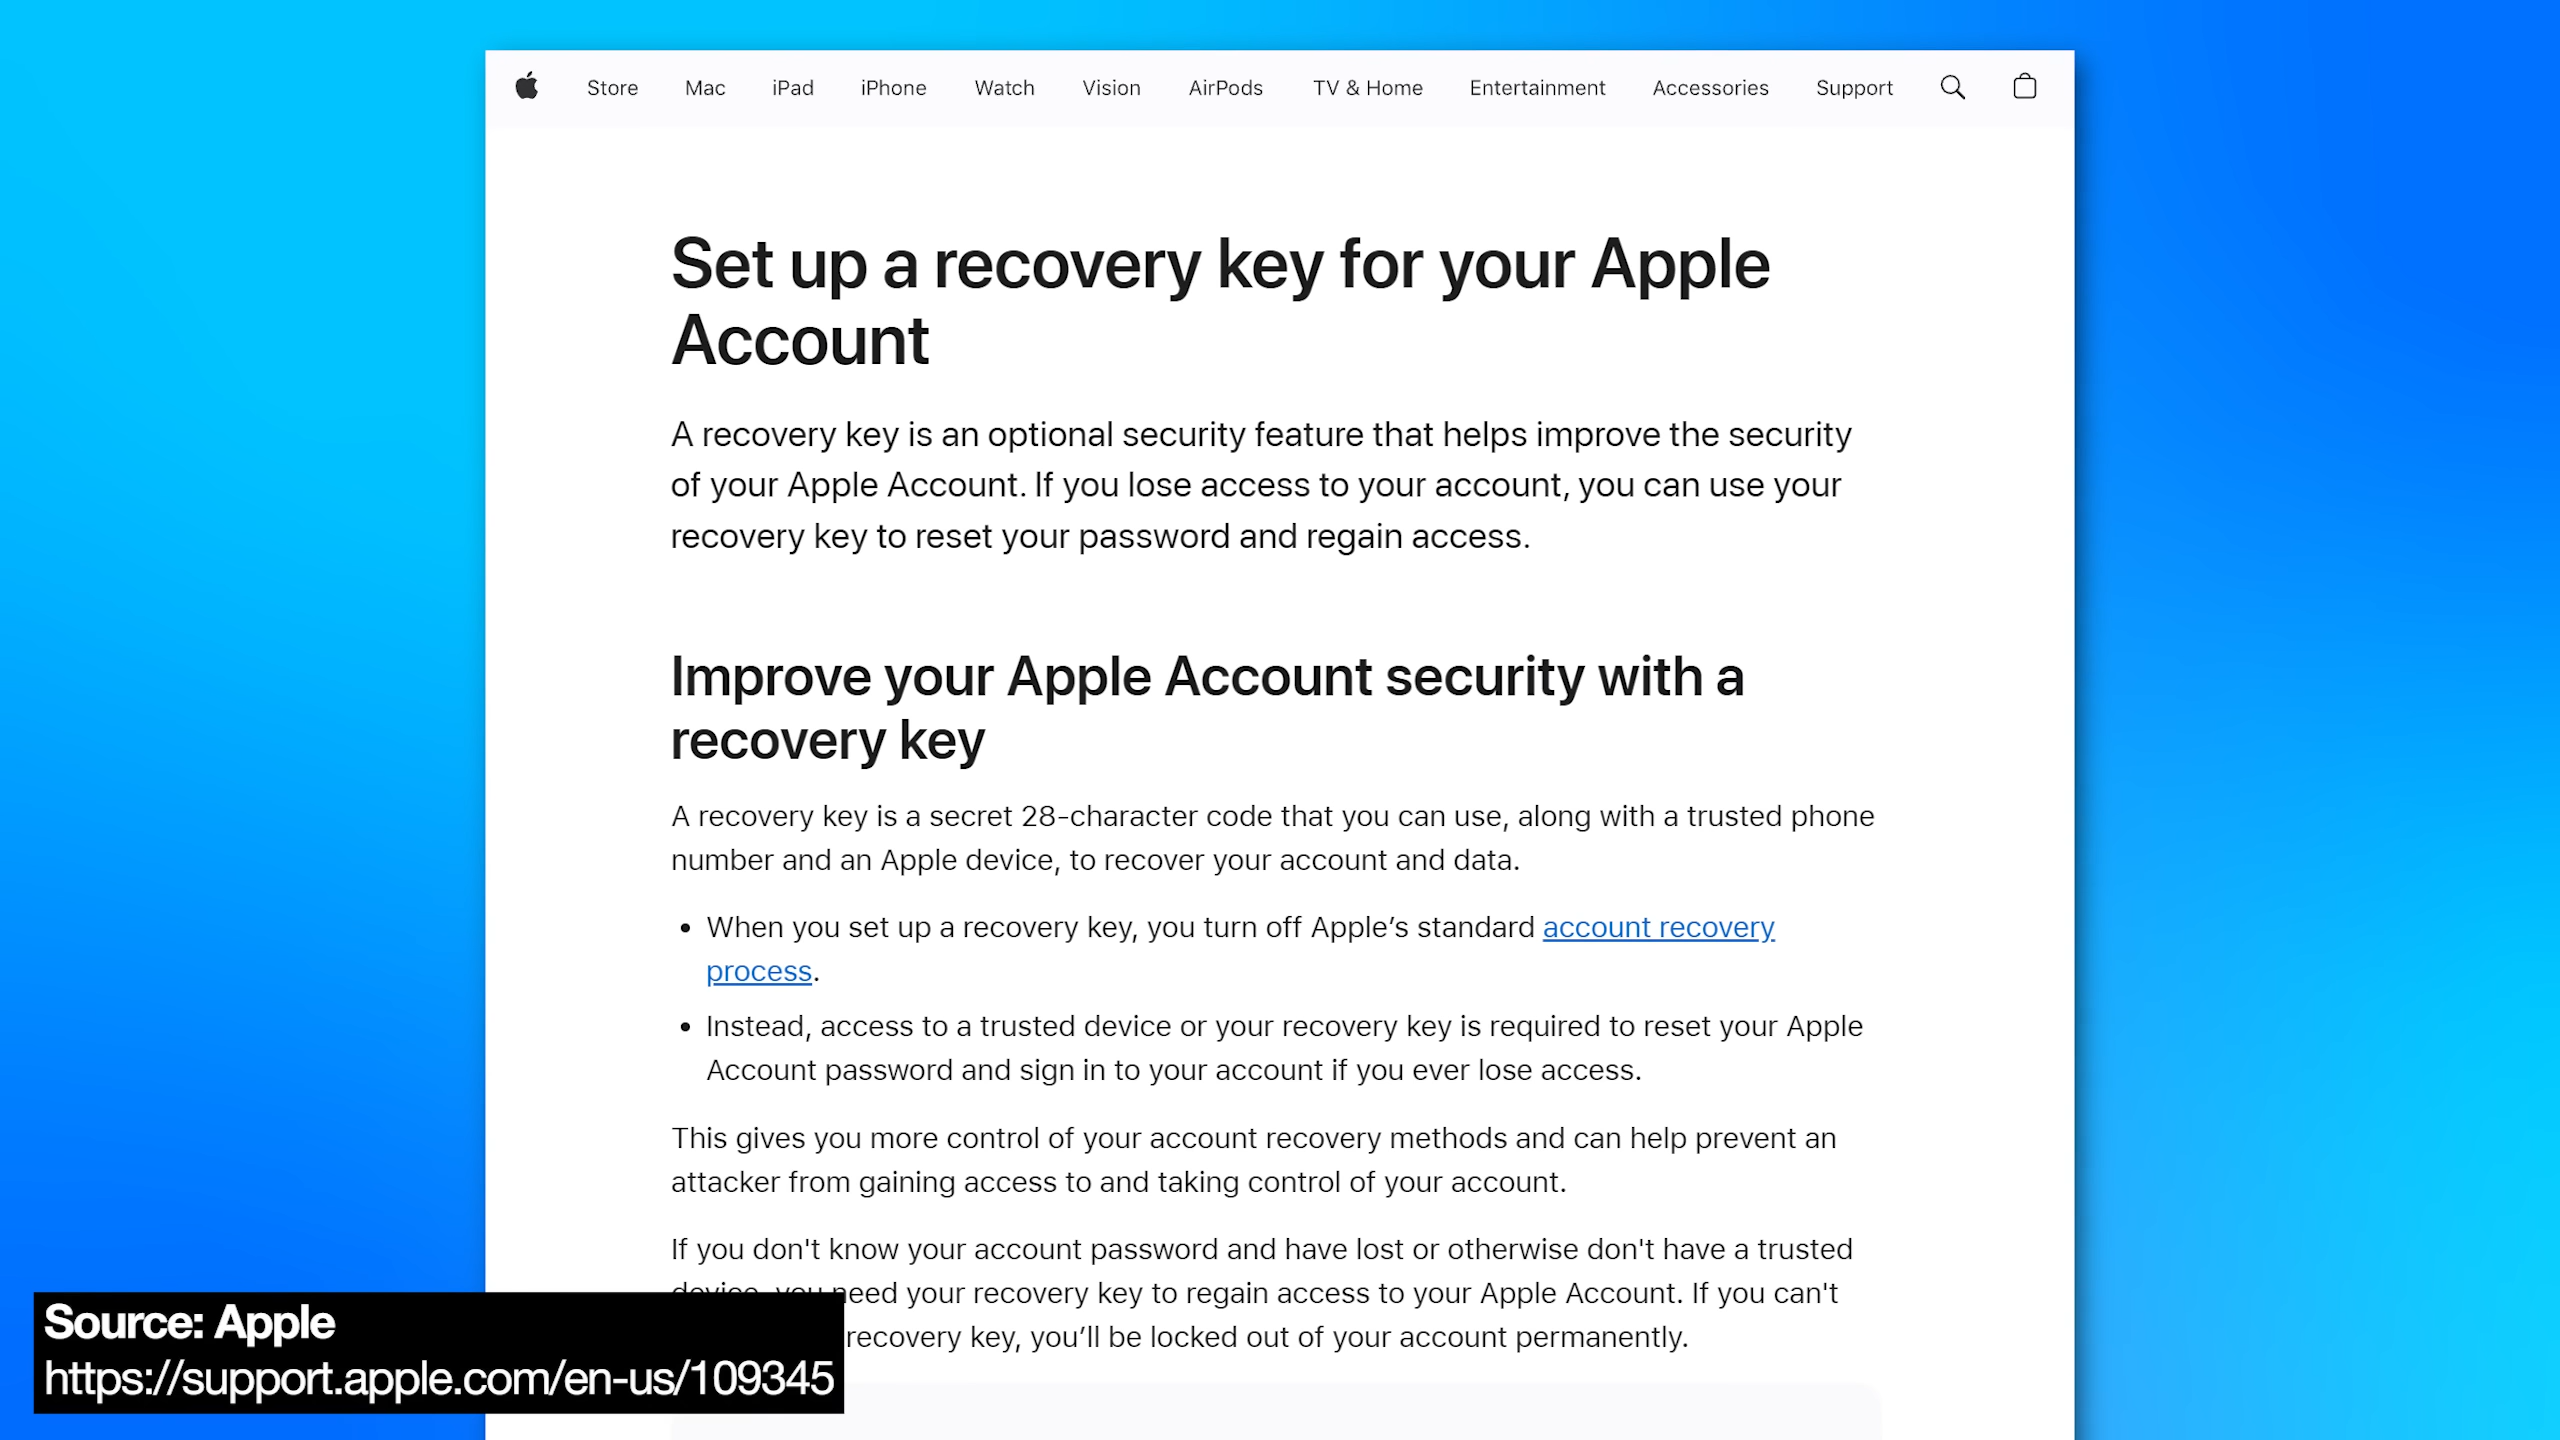 Store Mac iPad iPhone Watch Vision AirPods TV & Home Entertainment Accessories Support
Set up a recovery key for your Apple
Account
A recovery key is an optional security feature that helps improve the security
of your Apple Account. If you lose access to your account, you can use your
recovery key to reset your password and regain access.
Improve your Apple Account security with a
recovery key
A recovery key is a secret 28-character code that you can use, along with a trusted phone
number and an Apple device, to recover your account and data.
• When you set up a recovery key, you turn off Apple’s standard account recovery
process.
• Instead, access to a trusted device or your recovery key is required to reset your Apple
Account password and sign in to your account if you ever lose access.
This gives you more control of your account recovery methods and can help prevent an
attacker from gaining access to and taking control of your account.
If you don't know your account password and have lost or otherwise don't have a trusted
device, you need your recovery key to regain access to your Apple Account. If you can't
recovery key, you’ll be locked out of your account permanently.
Source: Apple
https://support.apple.com/en-us/109345